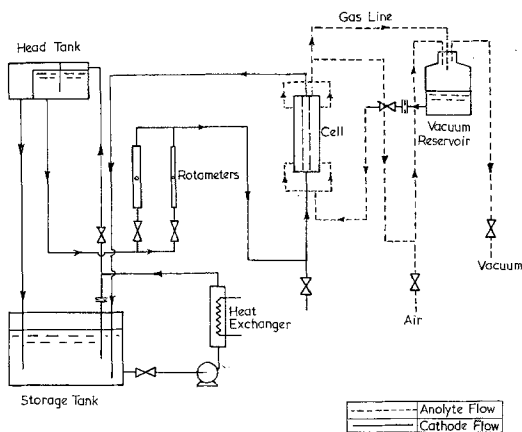 Gas Line
Head Tank
Cell
Vacuum
Reservoir
Rotameters
Vacuum
Heat
Exchanger
Air
Storage Tank
Anolyte Flow
Cathode Flow